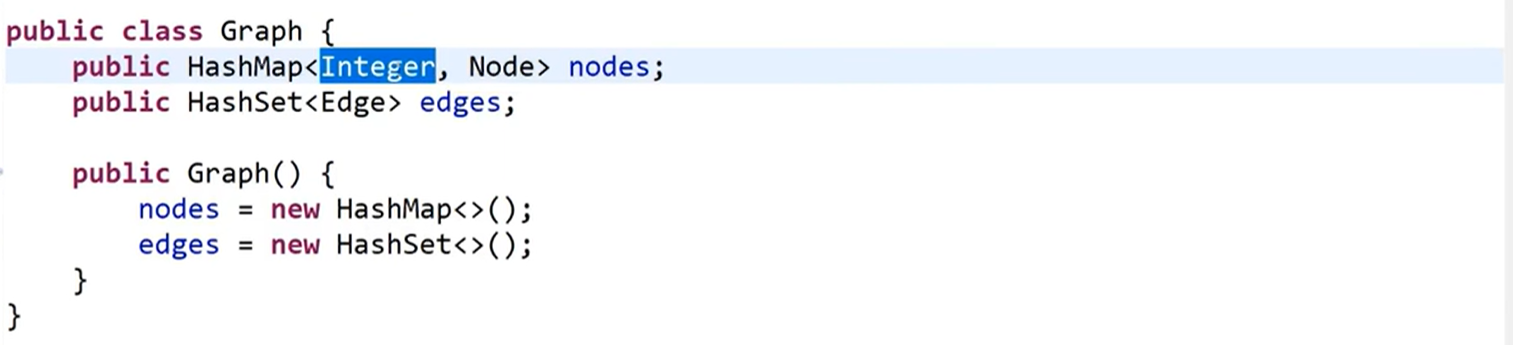 public class Graph {
    public HashMap<Integer, Node> nodes;
    public HashSet<Edge> edges;

    public Graph() {
        nodes = new HashMap<>();
        edges = new HashSet<>();
    }
}